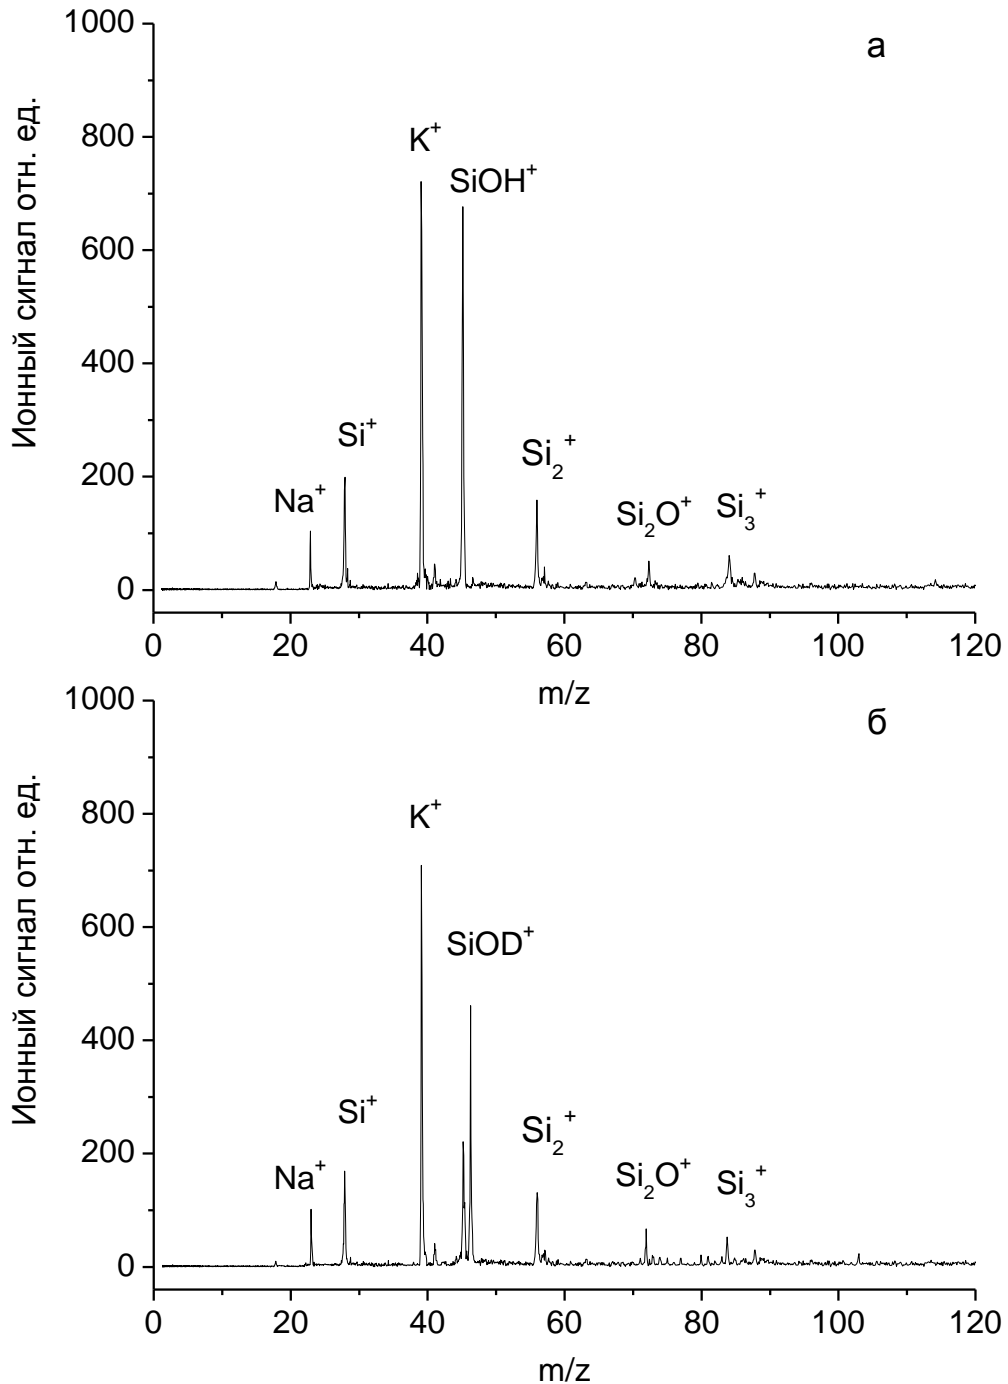 а
Ионный сигнал отн. ед.
1000
800
600
400
200
0
K⁺
SiOH⁺
Si⁺
Na⁺
Si₂⁺
Si₂O⁺
Si₃⁺
0 20 40 60 80 100 120
m/z
б
Ионный сигнал отн. ед.
1000
800
600
400
200
0
K⁺
SiOD⁺
Si⁺
Na⁺
Si₂⁺
Si₂O⁺
Si₃⁺
0 20 40 60 80 100 120
m/z